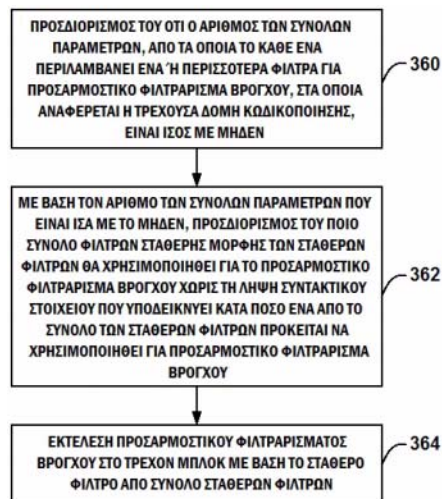 ΠΡΟΣΔΙΟΡΙΣΜΟΣ ΤΟΥ ΟΤΙ Ο ΑΡΙΘΜΟΣ ΤΩΝ ΣΥΝΟΛΩΝ
ΠΑΡΑΜΕΤΡΩΝ, ΑΠΟ ΤΑ ΟΠΟΙΑ ΤΟ ΚΑΘΕ ΕΝΑ
ΠΕΡΙΛΑΜΒΑΝΕΙ ΕΝΑ Ή ΠΕΡΙΣΣΟΤΕΡΑ ΦΙΛΤΡΑ ΓΙΑ
ΠΡΟΣΑΡΜΟΣΤΙΚΟ ΦΙΛΤΡΑΡΙΣΜΑ ΒΡΟΓΧΟΥ, ΣΤΑ ΟΠΟΙΑ
ΑΝΑΦΕΡΕΤΑΙ Η ΤΡΕΧΟΥΣΑ ΔΟΜΗ ΚΩΔΙΚΟΠΟΙΗΣΗΣ,
ΕΙΝΑΙ ΙΣΟΣ ΜΕ ΜΗΔΕΝ
360
ΜΕ ΒΑΣΗ ΤΟΝ ΑΡΙΘΜΟ ΤΩΝ ΣΥΝΟΛΩΝ ΠΑΡΑΜΕΤΡΩΝ ΠΟΥ
ΕΙΝΑΙ ΙΣΑ ΜΕ ΤΟ ΜΗΔΕΝ, ΠΡΟΣΔΙΟΡΙΣΜΟΣ ΤΟΥ ΠΟΙΟ
ΣΥΝΟΛΟ ΦΙΛΤΡΩΝ ΣΤΑΘΕΡΗΣ ΜΟΡΦΗΣ ΤΩΝ ΣΤΑΘΕΡΩΝ
ΦΙΛΤΡΩΝ ΘΑ ΧΡΗΣΙΜΟΠΟΙΗΘΕΙ ΓΙΑ ΤΟ ΠΡΟΣΑΡΜΟΣΤΙΚΟ
ΦΙΛΤΡΑΡΙΣΜΑ ΒΡΟΓΧΟΥ ΧΩΡΙΣ ΤΗ ΛΗΨΗ ΣΥΝΤΑΚΤΙΚΟΥ
ΣΤΟΙΧΕΙΟΥ ΠΟΥ ΥΠΟΔΕΙΚΝΥΕΙ ΚΑΤΑ ΠΟΣΟ ΕΝΑ ΑΠΟ ΤΟ
ΣΥΝΟΛΟ ΤΩΝ ΣΤΑΘΕΡΩΝ ΦΙΛΤΡΩΝ ΠΡΟΚΕΙΤΑΙ ΝΑ
ΧΡΗΣΙΜΟΠΟΙΗΘΕΙ ΓΙΑ ΠΡΟΣΑΡΜΟΣΤΙΚΟ ΦΙΛΤΡΑΡΙΣΜΑ
ΒΡΟΓΧΟΥ
362
ΕΚΤΕΛΕΣΗ ΠΡΟΣΑΡΜΟΣΤΙΚΟΥ ΦΙΛΤΡΑΡΙΣΜΑΤΟΣ
ΒΡΟΓΧΟΥ ΣΤΟ ΤΡΕΧΟΝ ΜΠΛΟΚ ΜΕ ΒΑΣΗ ΤΟ ΣΤΑΘΕΡΟ
ΦΙΛΤΡΟ ΑΠΟ ΣΥΝΟΛΟ ΣΤΑΘΕΡΩΝ ΦΙΛΤΡΩΝ
364